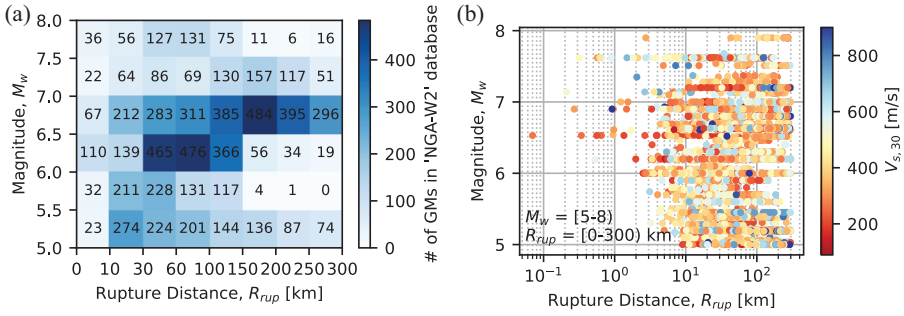 (a)
8.0
7.0
6.5
6.0
5.5
5.0
Magnitude, Mw
36 56 127 131 75 11 6 16
22 64 86 69 130 157 117 51
67 212 283 311 385 484 395 296
110 139 465 476 366 56 34 19
32 211 228 131 117 4 1 0
23 274 224 201 144 136 87 74
0 10 30 60 100 150 200 250 300
Rupture Distance, Rrup [km]
400
300
200
100
0
# of GMs in 'NGA-W2' database
(b)
8
7
6
5
Magnitude, Mw
Mw = [5-8)
Rrup = [0-300) km
10⁻¹ 10⁰ 10¹ 10²
Rupture Distance, Rrup [km]
800
600
400
200
Vs,30 [m/s]